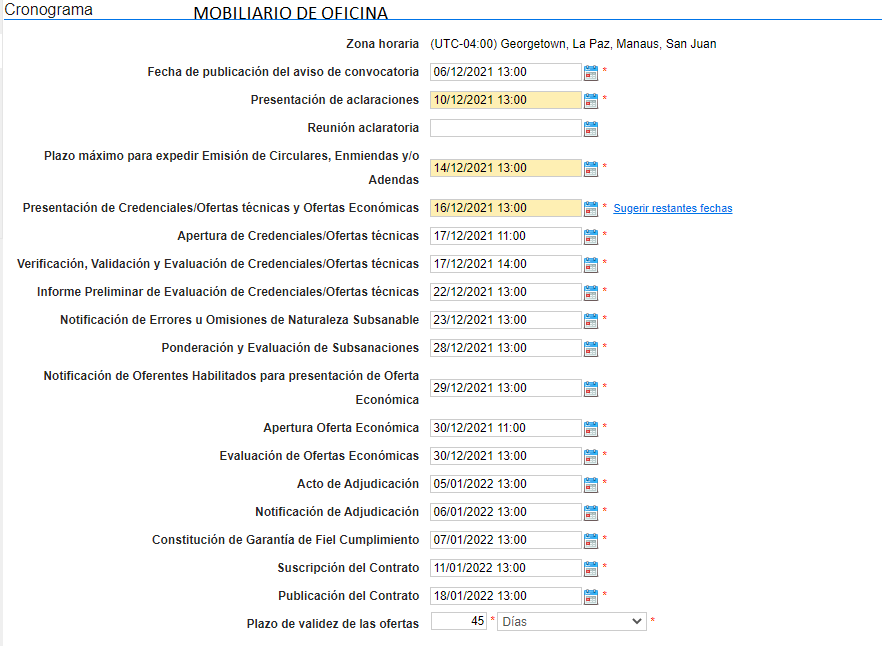 Cronograma
MOBILIARIO DE OFICINA
Zona horaria (UTC-04:00) Georgetown, La Paz, Manaus, San Juan
Fecha de publicación del aviso de convocatoria 06/12/2021 13:00 *
Presentación de aclaraciones 10/12/2021 13:00 *
Reunión aclaratoria
Plazo máximo para expedir Emisión de Circulares, Enmiendas y/o
Adendas 14/12/2021 13:00 *
Presentación de Credenciales/Ofertas técnicas y Ofertas Económicas 16/12/2021 13:00 * Sugerir restantes fechas
Apertura de Credenciales/Ofertas técnicas 17/12/2021 11:00 *
Verificación, Validación y Evaluación de Credenciales/Ofertas técnicas 17/12/2021 14:00 *
Informe Preliminar de Evaluación de Credenciales/Ofertas técnicas 22/12/2021 13:00 *
Notificación de Errores u Omisiones de Naturaleza Subsanable 23/12/2021 13:00 *
Ponderación y Evaluación de Subsanaciones 28/12/2021 13:00 *
Notificación de Oferentes Habilitados para presentación de Oferta
Económica 29/12/2021 13:00 *
Apertura Oferta Económica 30/12/2021 11:00 *
Evaluación de Ofertas Económicas 30/12/2021 13:00 *
Acto de Adjudicación 05/01/2022 13:00 *
Notificación de Adjudicación 06/01/2022 13:00 *
Constitución de Garantía de Fiel Cumplimiento 07/01/2022 13:00 *
Suscripción del Contrato 11/01/2022 13:00 *
Publicación del Contrato 18/01/2022 13:00 *
Plazo de validez de las ofertas 45 * Días *